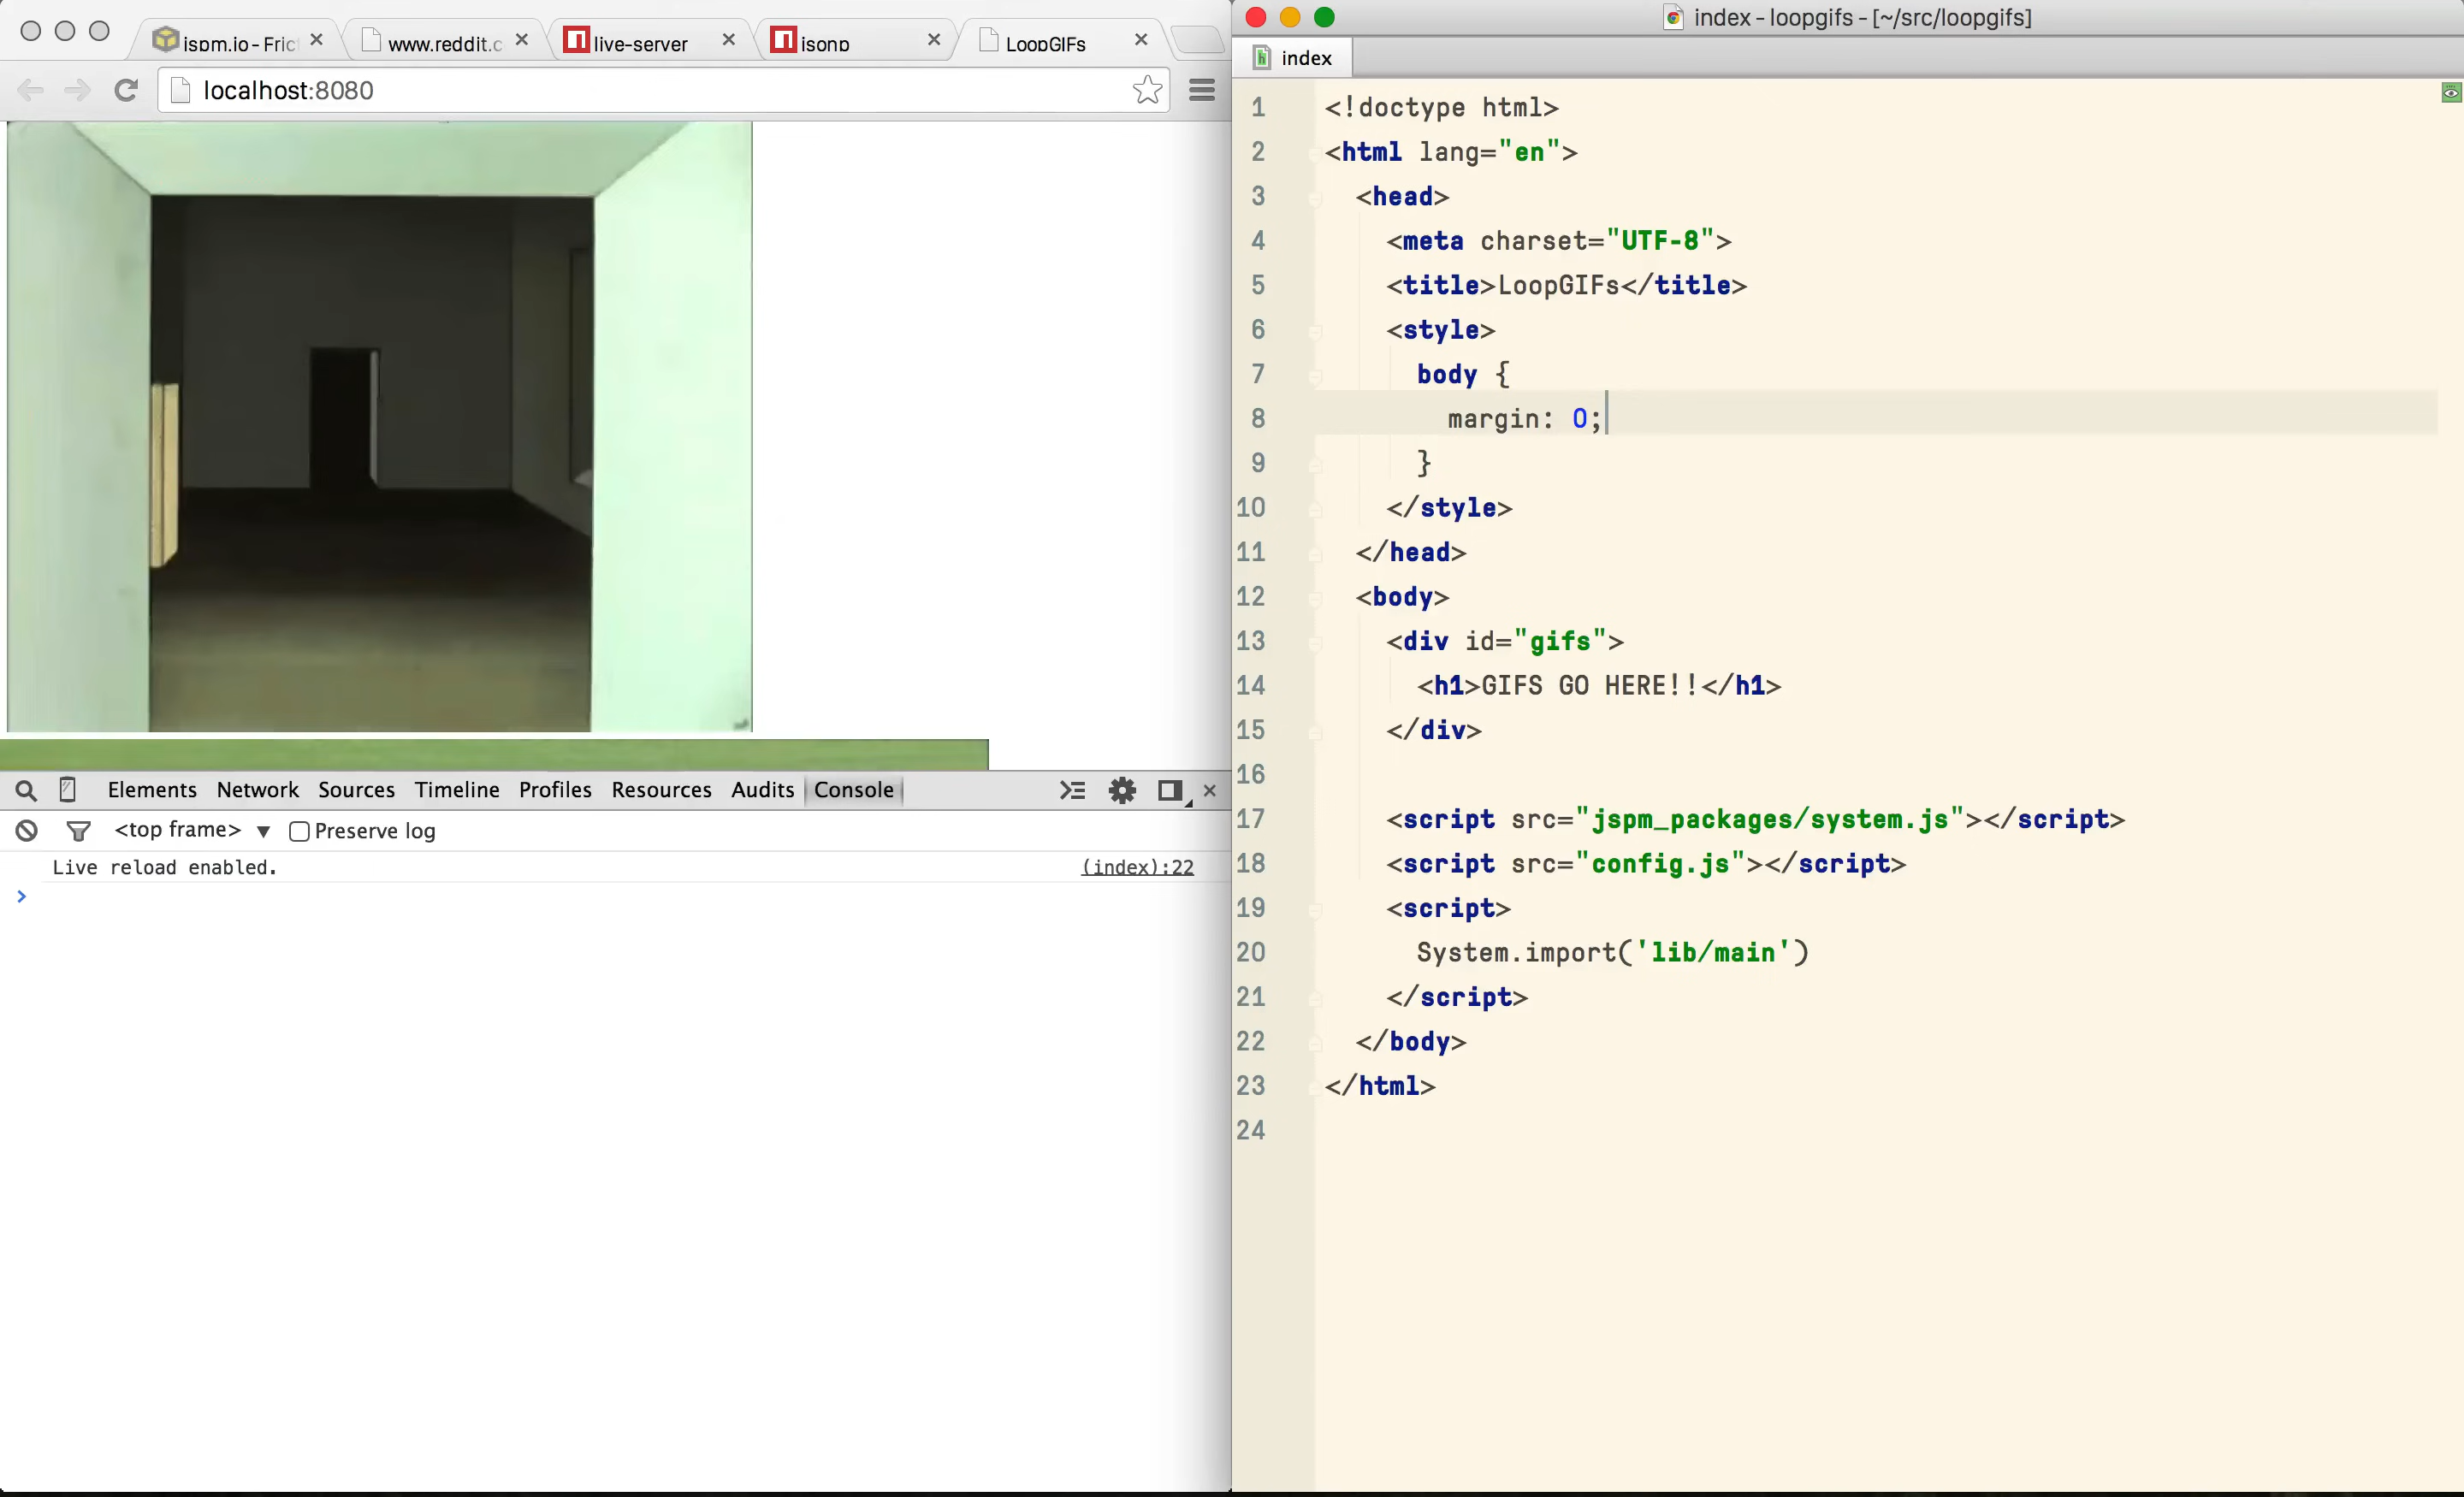 ispm.io - Frict
www.reddit.c
live-server
jsonp
LoopGIFs
localhost:8080
Elements Network Sources Timeline Profiles Resources Audits Console
<top frame> ▼ Preserve log
Live reload enabled. (index):22
index - loopgifs - [~/src/loopgifs]
index
1 <!doctype html>
2 <html lang="en">
3 <head>
4 <meta charset="UTF-8">
5 <title>LoopGIFs</title>
6 <style>
7 body {
8 margin: 0;
9 }
10 </style>
11 </head>
12 <body>
13 <div id="gifs">
14 <h1>GIFS GO HERE!!</h1>
15 </div>
16
17 <script src="jspm_packages/system.js"></script>
18 <script src="config.js"></script>
19 <script>
20 System.import('lib/main')
21 </script>
22 </body>
23 </html>
24